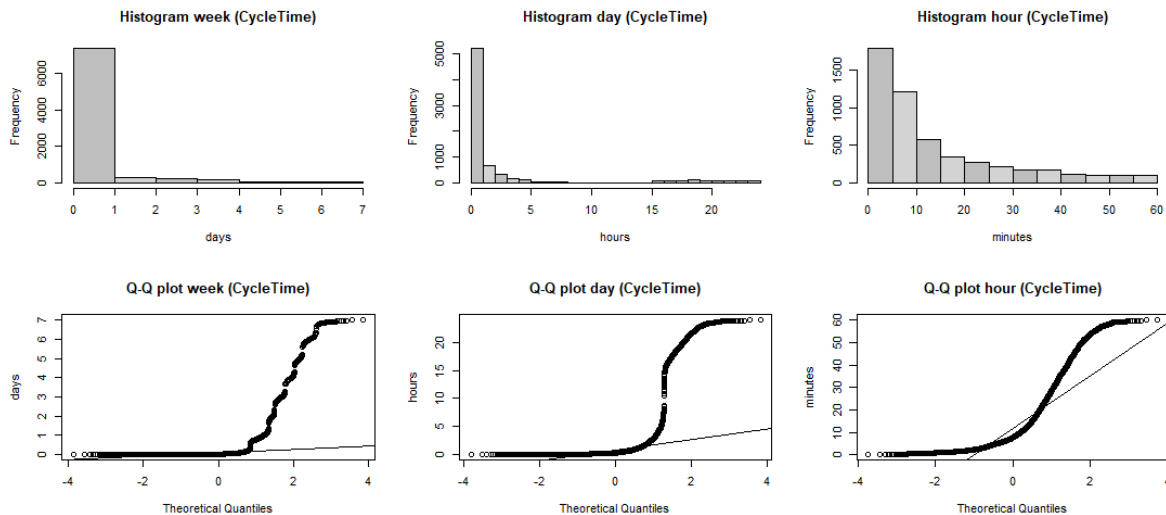 Histogram week (CycleTime)
Frequency
0 2000 4000 6000
0 1 2 3 4 5 6 7
days
Histogram day (CycleTime)
Frequency
0 1000 3000 5000
0 5 10 15 20
hours
Histogram hour (CycleTime)
Frequency
0 500 1000 1500
0 10 20 30 40 50 60
minutes
Q-Q plot week (CycleTime)
days
0 1 2 3 4 5 6 7
-4 -2 0 2 4
Theoretical Quantiles
Q-Q plot day (CycleTime)
hours
0 5 10 15 20
-4 -2 0 2 4
Theoretical Quantiles
Q-Q plot hour (CycleTime)
minutes
0 10 20 30 40 50 60
-4 -2 0 2 4
Theoretical Quantiles